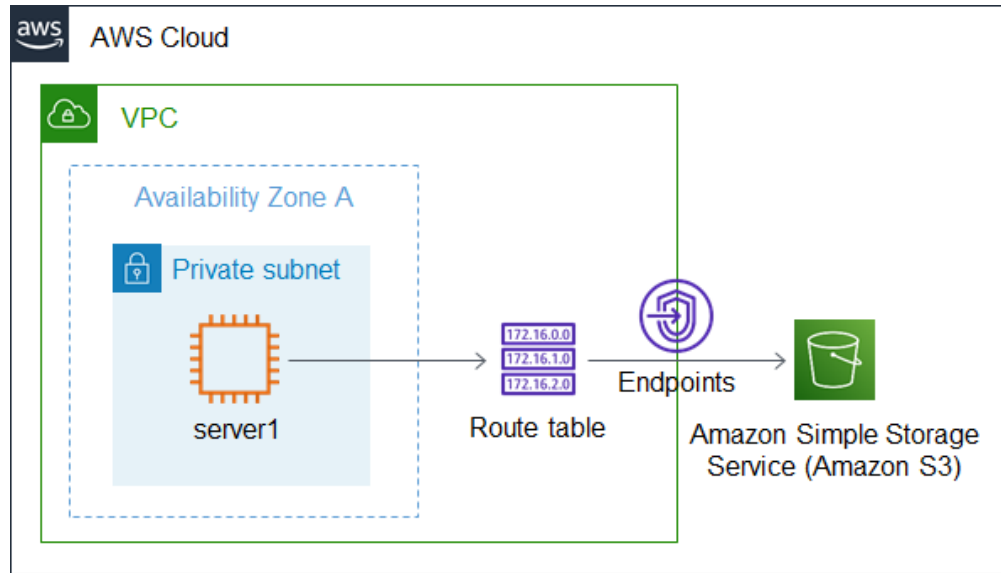 aws
AWS Cloud
VPC
Availability Zone A
Private subnet
server1
172.16.0.0
172.16.1.0
172.16.2.0
Route table
Endpoints
Amazon Simple Storage
Service (Amazon S3)